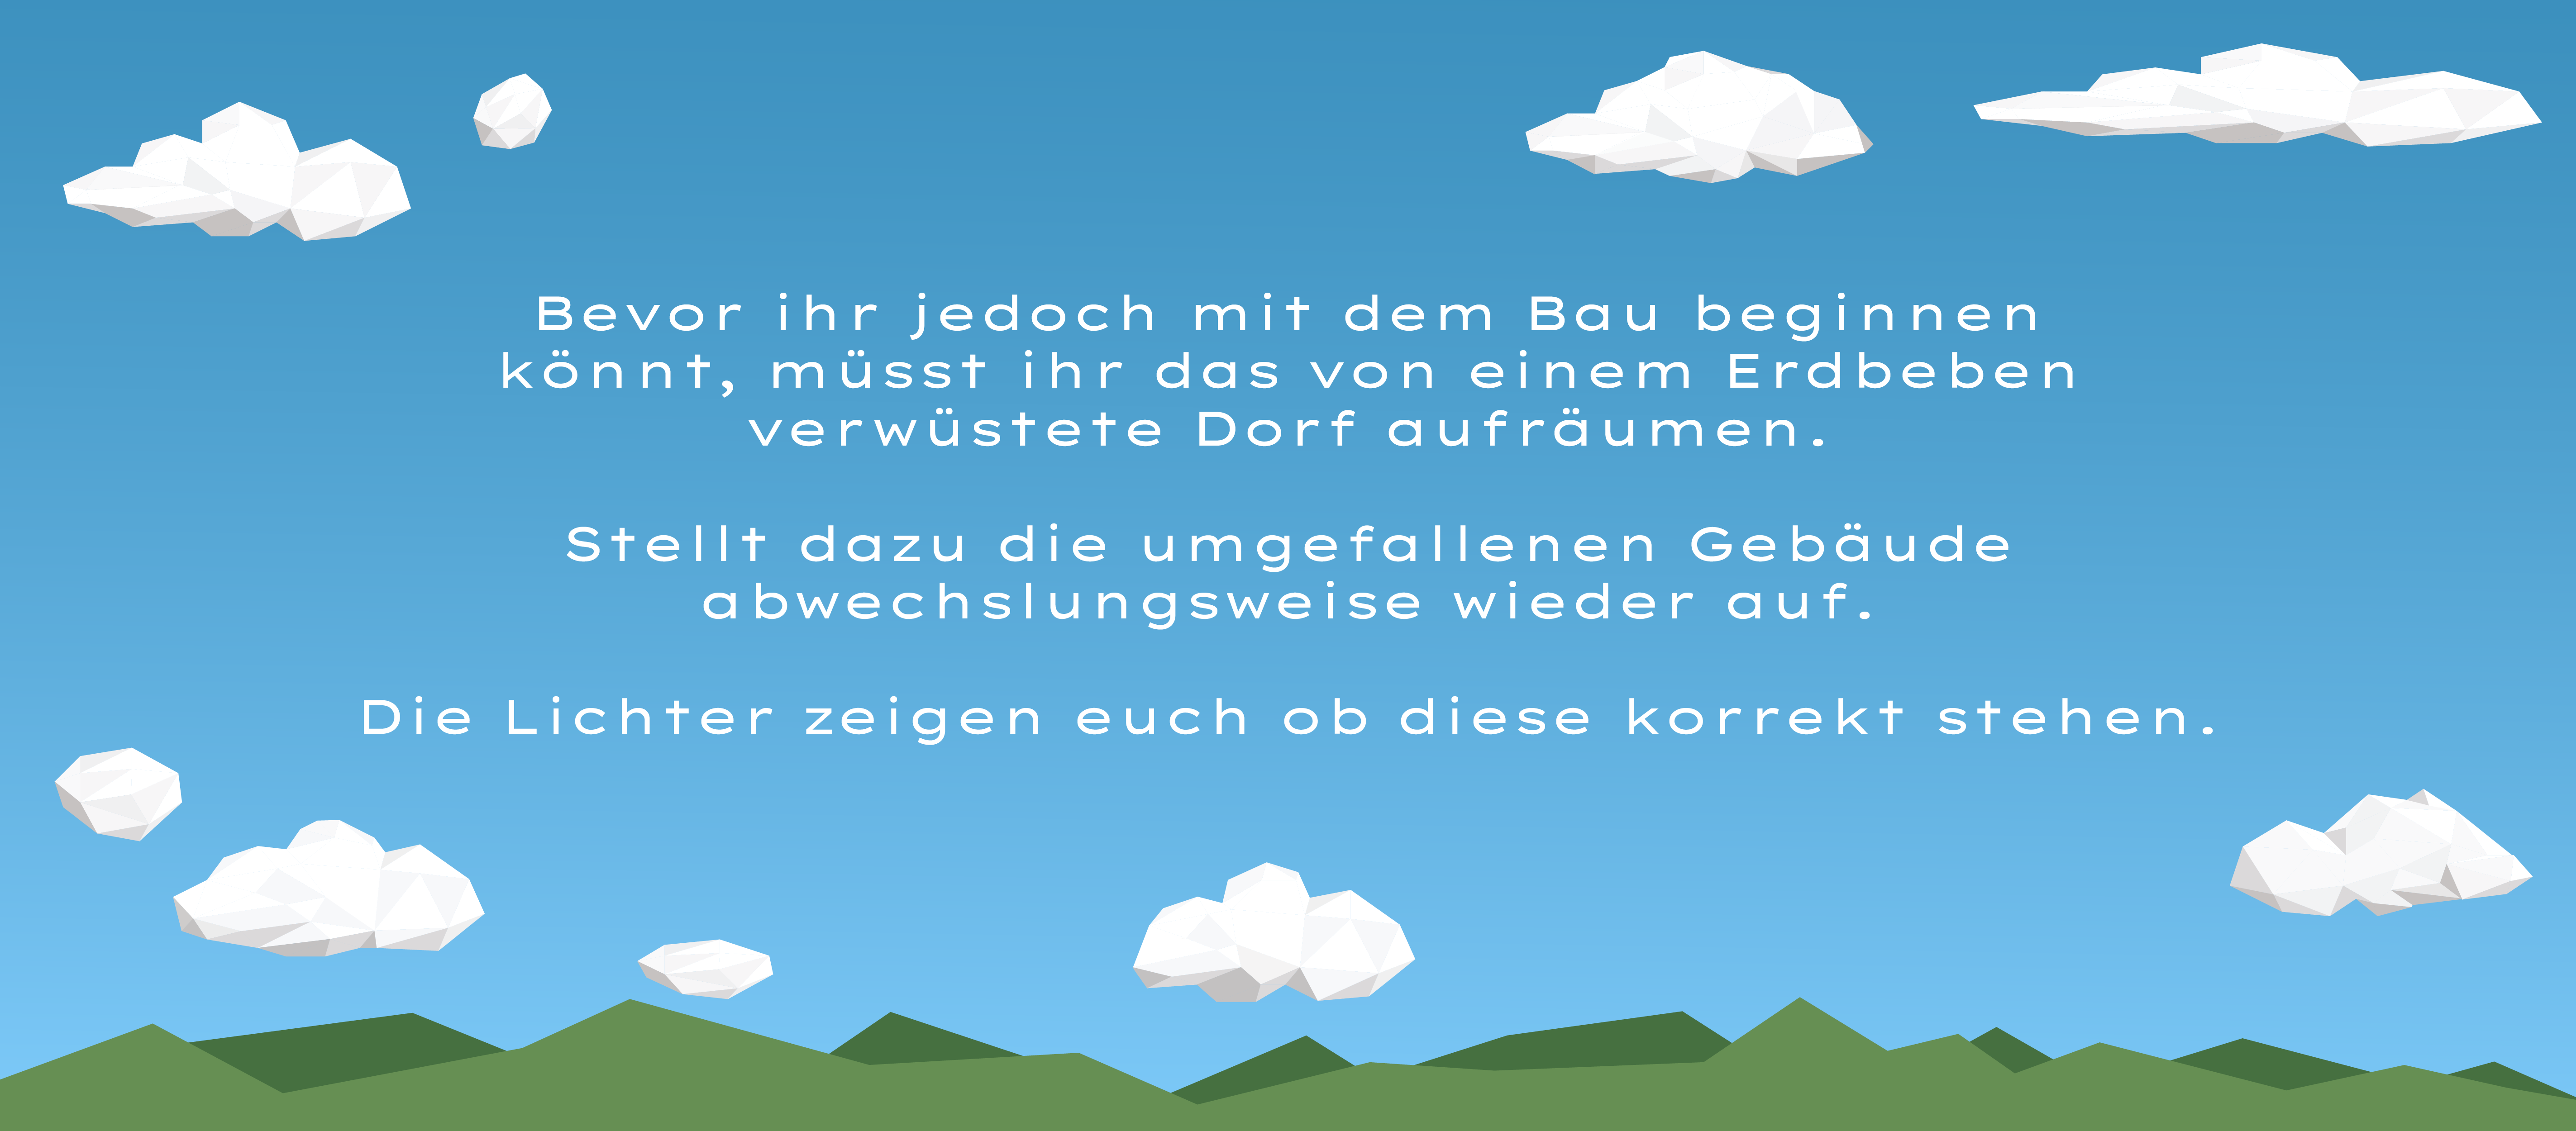 Bevor ihr jedoch mit dem Bau beginnen
könnt, müsst ihr das von einem Erdbeben
verwüstete Dorf aufräumen.
Stellt dazu die umgefallenen Gebäude
abwechslungsweise wieder auf.
Die Lichter zeigen euch ob diese korrekt stehen.